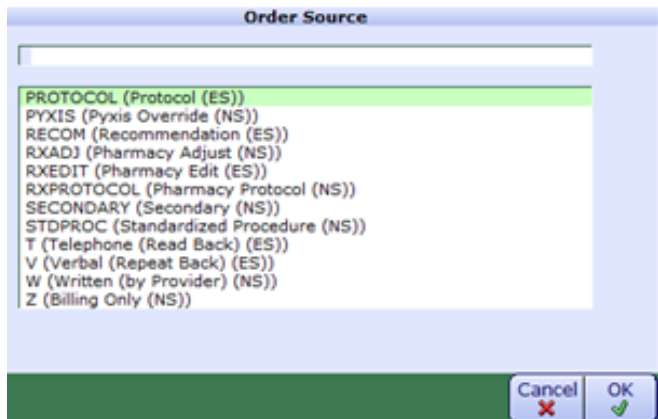 Order Source
PROTOCOL (Protocol (ES))
PYXIS (Pyxis Override (NS))
RECOM (Recommendation (ES))
RXADJ (Pharmacy Adjust (NS))
RXEDIT (Pharmacy Edit (ES))
RXPROTOCOL (Pharmacy Protocol (NS))
SECONDARY (Secondary (NS))
STDPROC (Standardized Procedure (NS))
T (Telephone (Read Back) (ES))
V (Verbal (Repeat Back) (ES))
W (Written (by Provider) (NS))
Z (Billing Only (NS))
Cancel OK